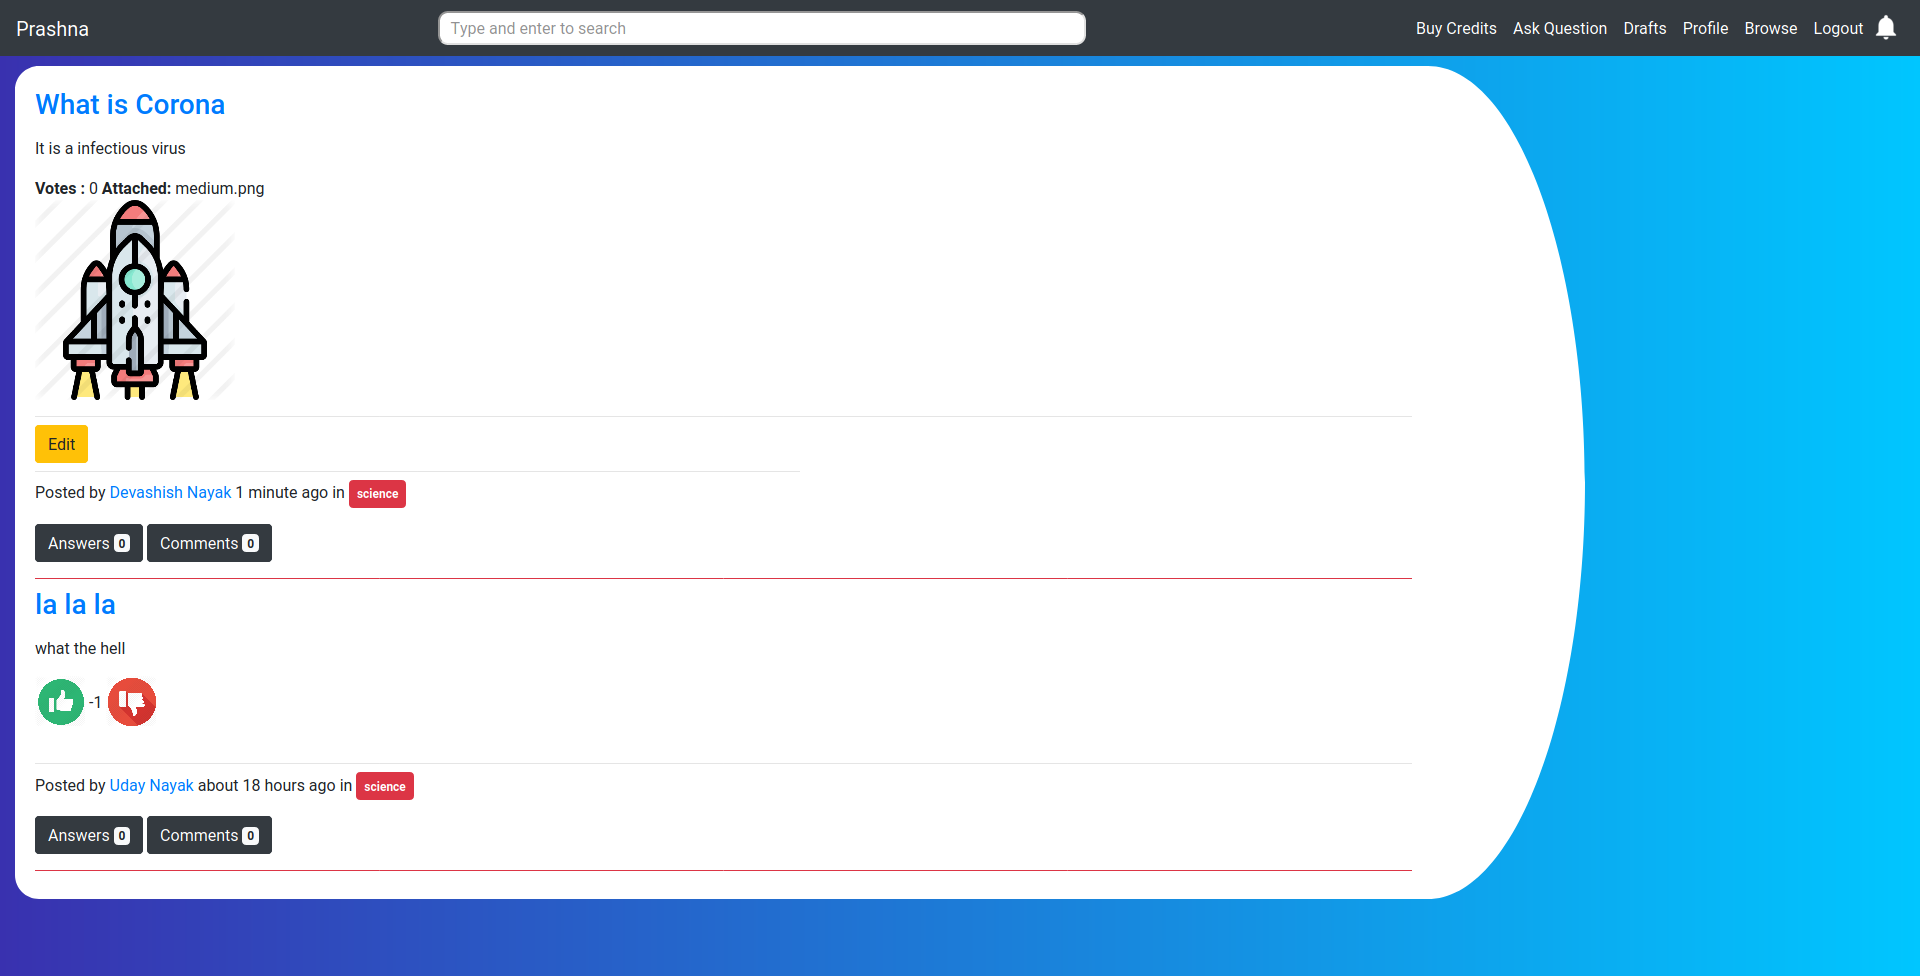 Prashna
Type and enter to search
Buy Credits Ask Question Drafts Profile Browse Logout
What is Corona
It is a infectious virus
Votes : 0 Attached: medium.png
Edit
Posted by Devashish Nayak 1 minute ago in science
Answers 0 Comments 0
la la la
what the hell
-1
Posted by Uday Nayak about 18 hours ago in science
Answers 0 Comments 0